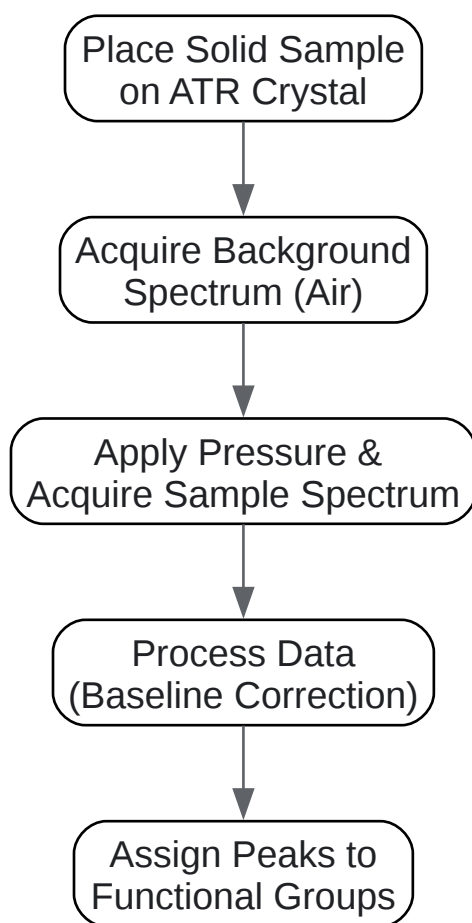 Place Solid Sample
on ATR Crystal
Acquire Background
Spectrum (Air)
Apply Pressure &
Acquire Sample Spectrum
Process Data
(Baseline Correction)
Assign Peaks to
Functional Groups